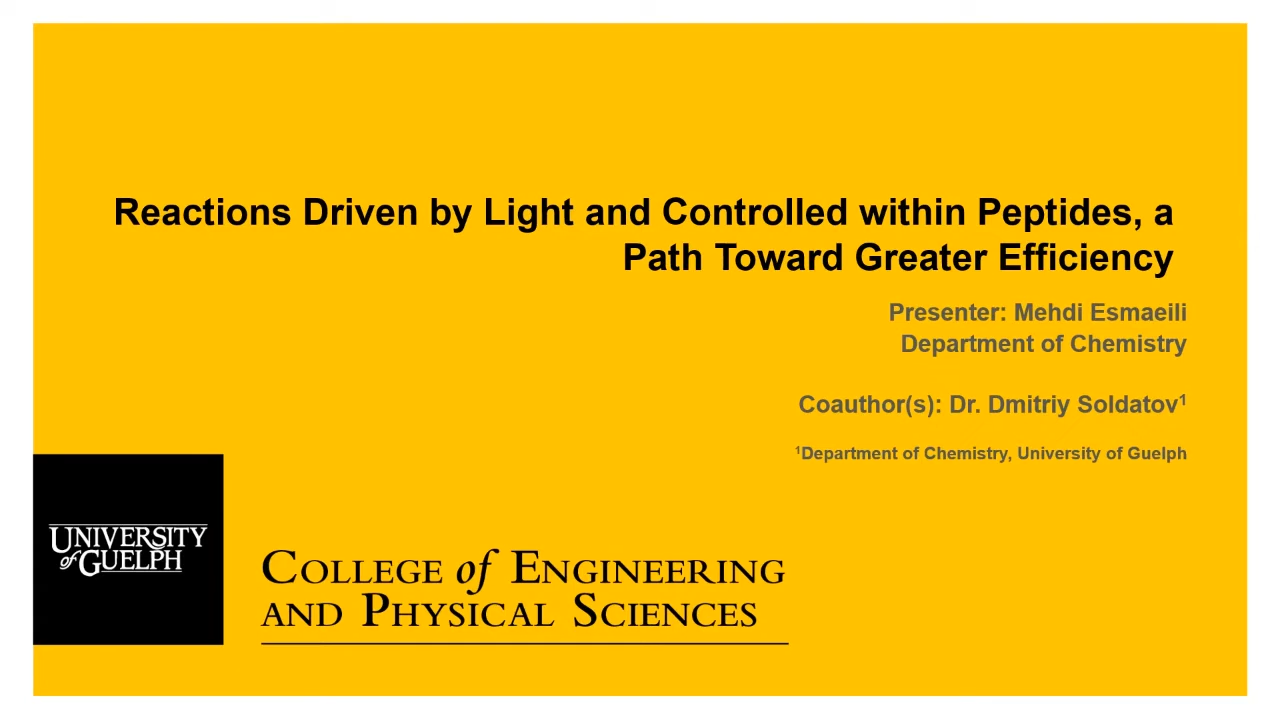 Reactions Driven by Light and Controlled within Peptides, a
Path Toward Greater Efficiency
Presenter: Mehdi Esmaeili
Department of Chemistry
Coauthor(s): Dr. Dmitriy Soldatov¹
¹Department of Chemistry, University of Guelph
UNIVERSITY
of GUELPH
COLLEGE of ENGINEERING
AND PHYSICAL SCIENCES